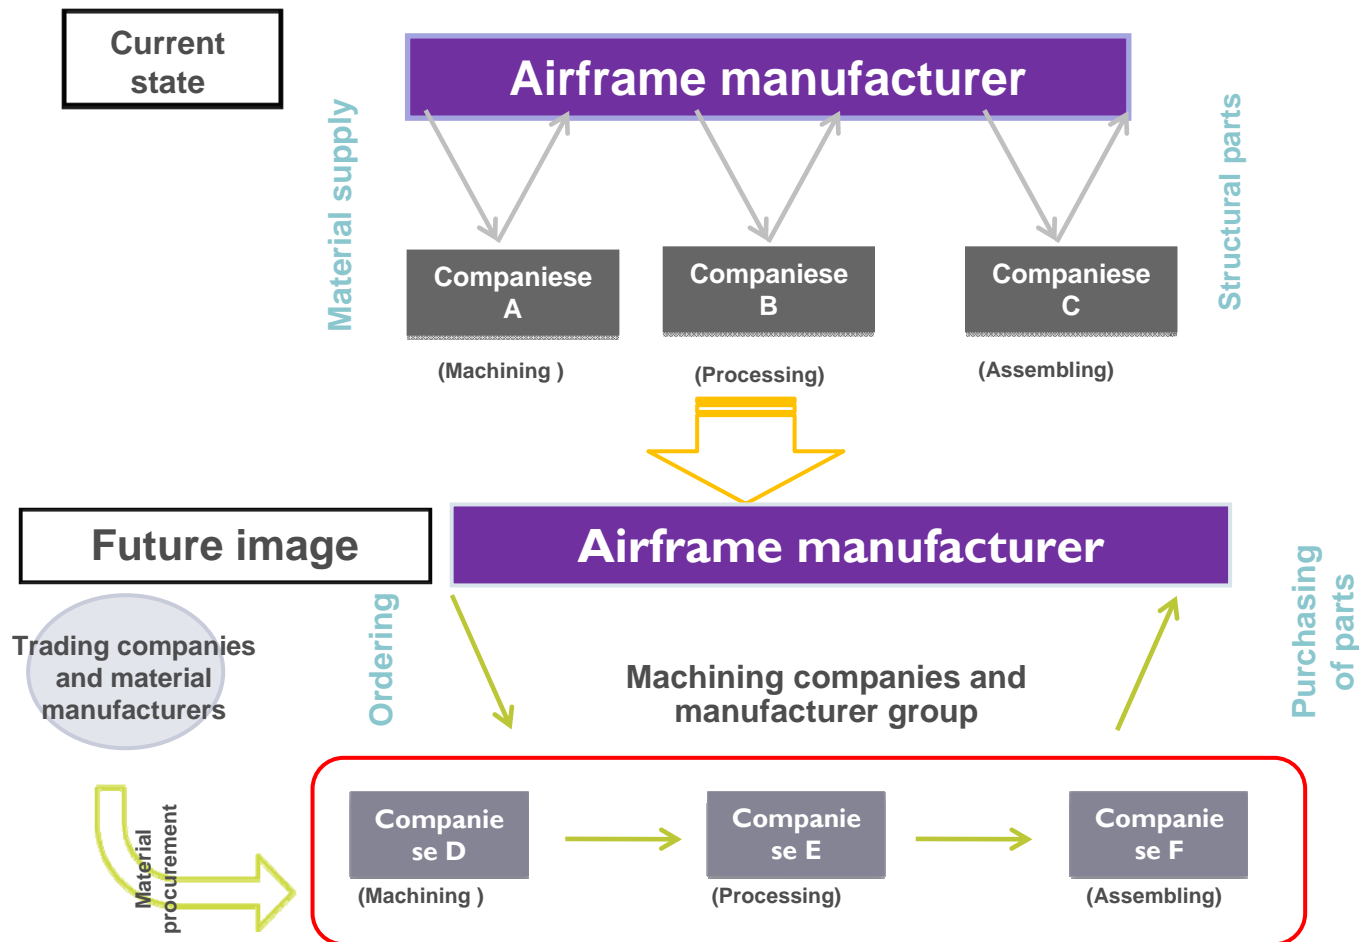 Current
state
Airframe manufacturer
Material supply
Structural parts
Companiese
A
Companiese
B
Companiese
C
(Machining )
(Processing)
(Assembling)
Future image
Airframe manufacturer
Trading companies
and material
manufacturers
Ordering
Machining companies and
manufacturer group
Purchasing
of parts
Material
procurement
Companie
se D
Companie
se E
Companie
se F
(Machining )
(Processing)
(Assembling)